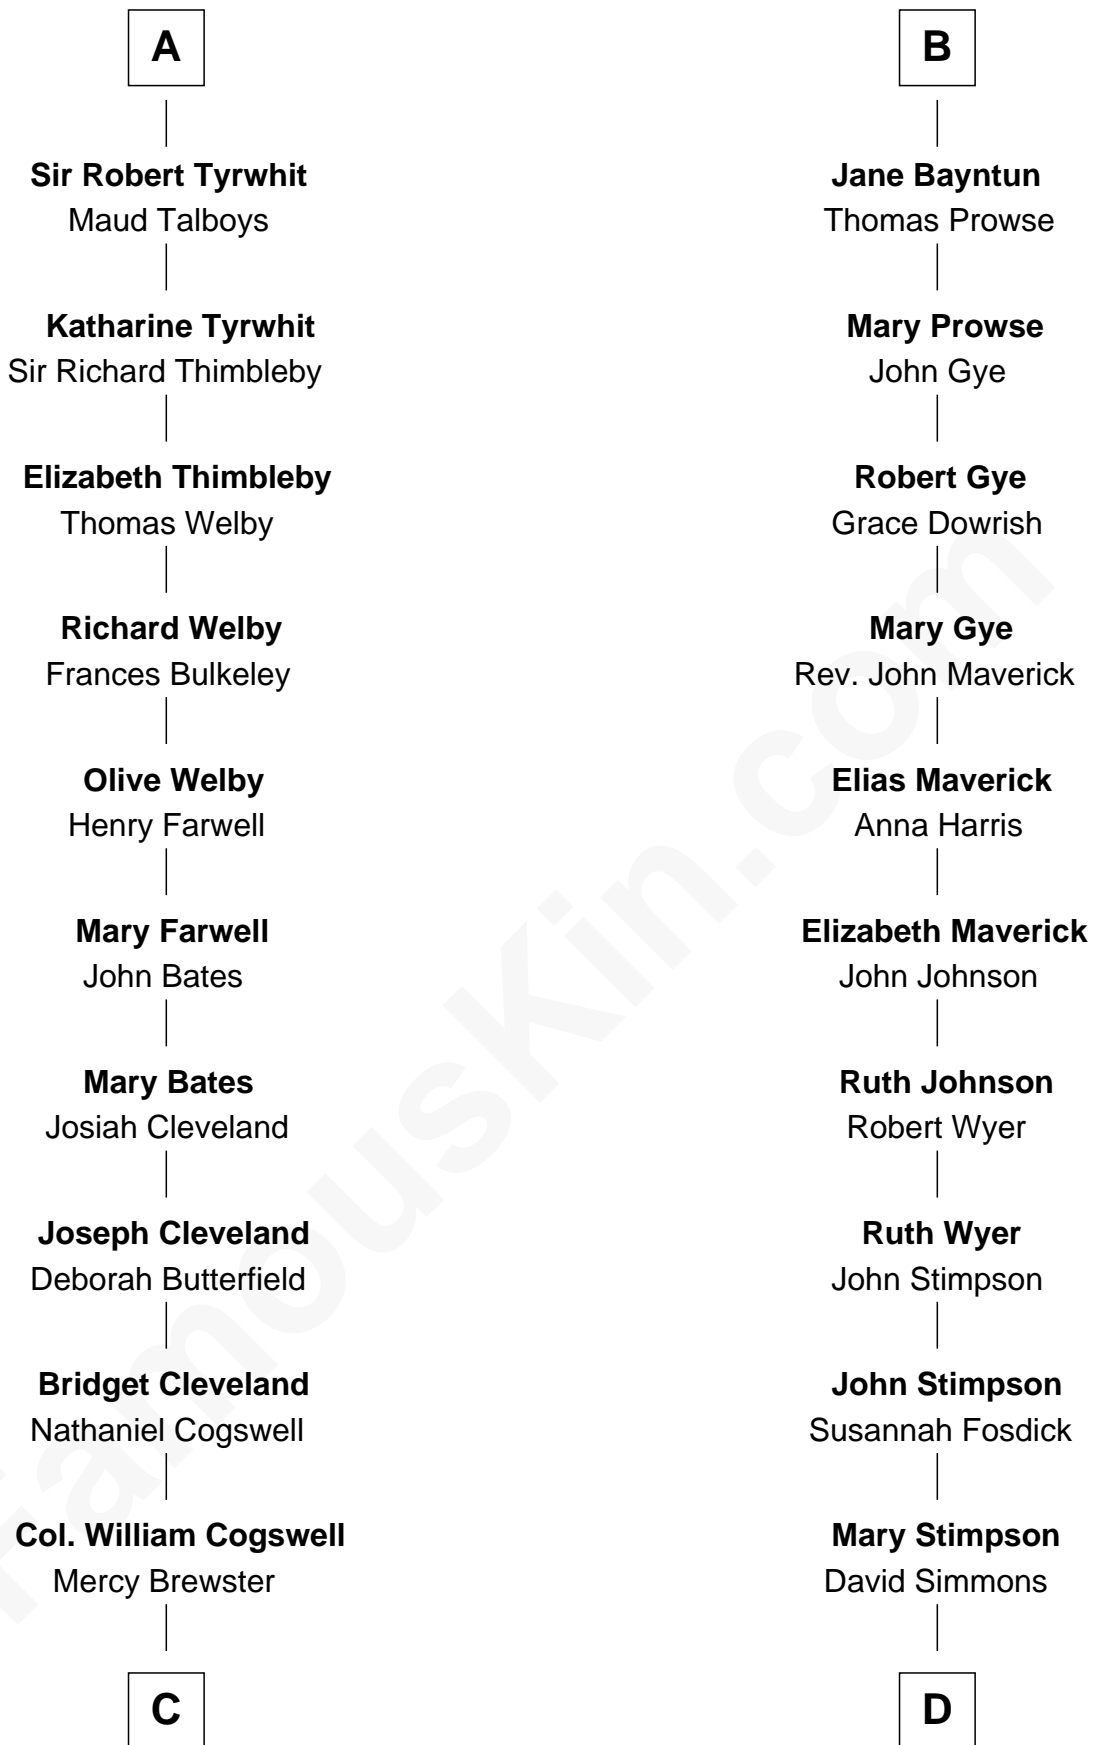 A
Sir Robert Tyrwhit
Maud Talboys
Katharine Tyrwhit
Sir Richard Thimbleby
Elizabeth Thimbleby
Thomas Welby
Richard Welby
Frances Bulkeley
Olive Welby
Henry Farwell
Mary Farwell
John Bates
Mary Bates
Josiah Cleveland
Joseph Cleveland
Deborah Butterfield
Bridget Cleveland
Nathaniel Cogswell
Col. William Cogswell
Mercy Brewster
C
B
Jane Bayntun
Thomas Prowse
Mary Prowse
John Gye
Robert Gye
Grace Dowrish
Mary Gye
Rev. John Maverick
Elias Maverick
Anna Harris
Elizabeth Maverick
John Johnson
Ruth Johnson
Robert Wyer
Ruth Wyer
John Stimpson
John Stimpson
Susannah Fosdick
Mary Stimpson
David Simmons
D
FamousKin.com